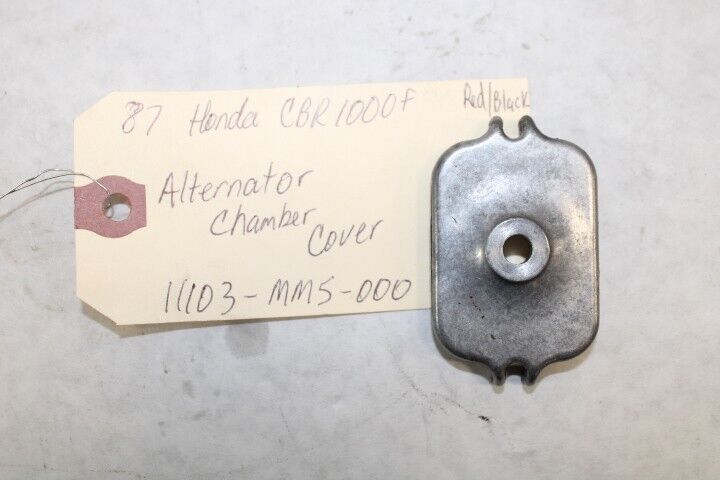 87 Honda CBR1000F
Red/Black
Alternator
Chamber
Cover
11103-MM5-000